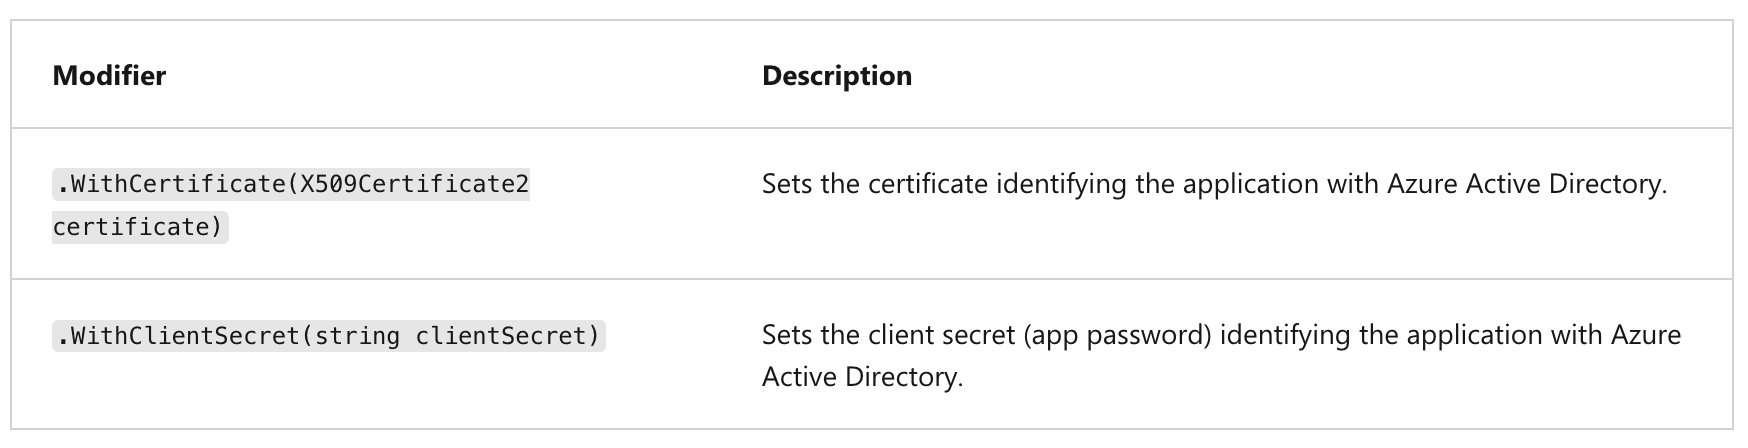 Modifier
Description
.WithCertificate(X509Certificate2
certificate)
Sets the certificate identifying the application with Azure Active Directory.
.WithClientSecret(string clientSecret)
Sets the client secret (app password) identifying the application with Azure
Active Directory.